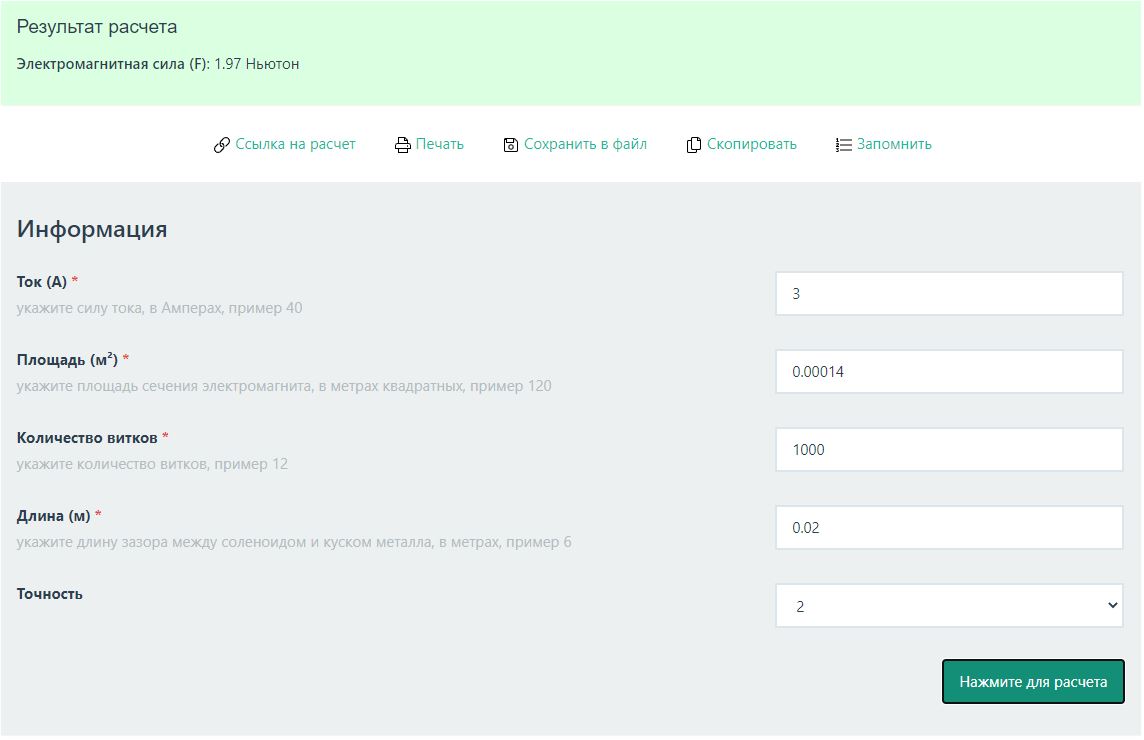 Результат расчета
Электромагнитная сила (F): 1.97 Ньютон
Ссылка на расчет Печать Сохранить в файл Скопировать Запомнить
Информация
Ток (А) *
укажите силу тока, в Амперах, пример 40
3
Площадь (м²) *
укажите площадь сечения электромагнита, в метрах квадратных, пример 120
0.00014
Количество витков *
укажите количество витков, пример 12
1000
Длина (м) *
укажите длину зазора между соленоидом и куском металла, в метрах, пример 6
0.02
Точность
2
Нажмите для расчета